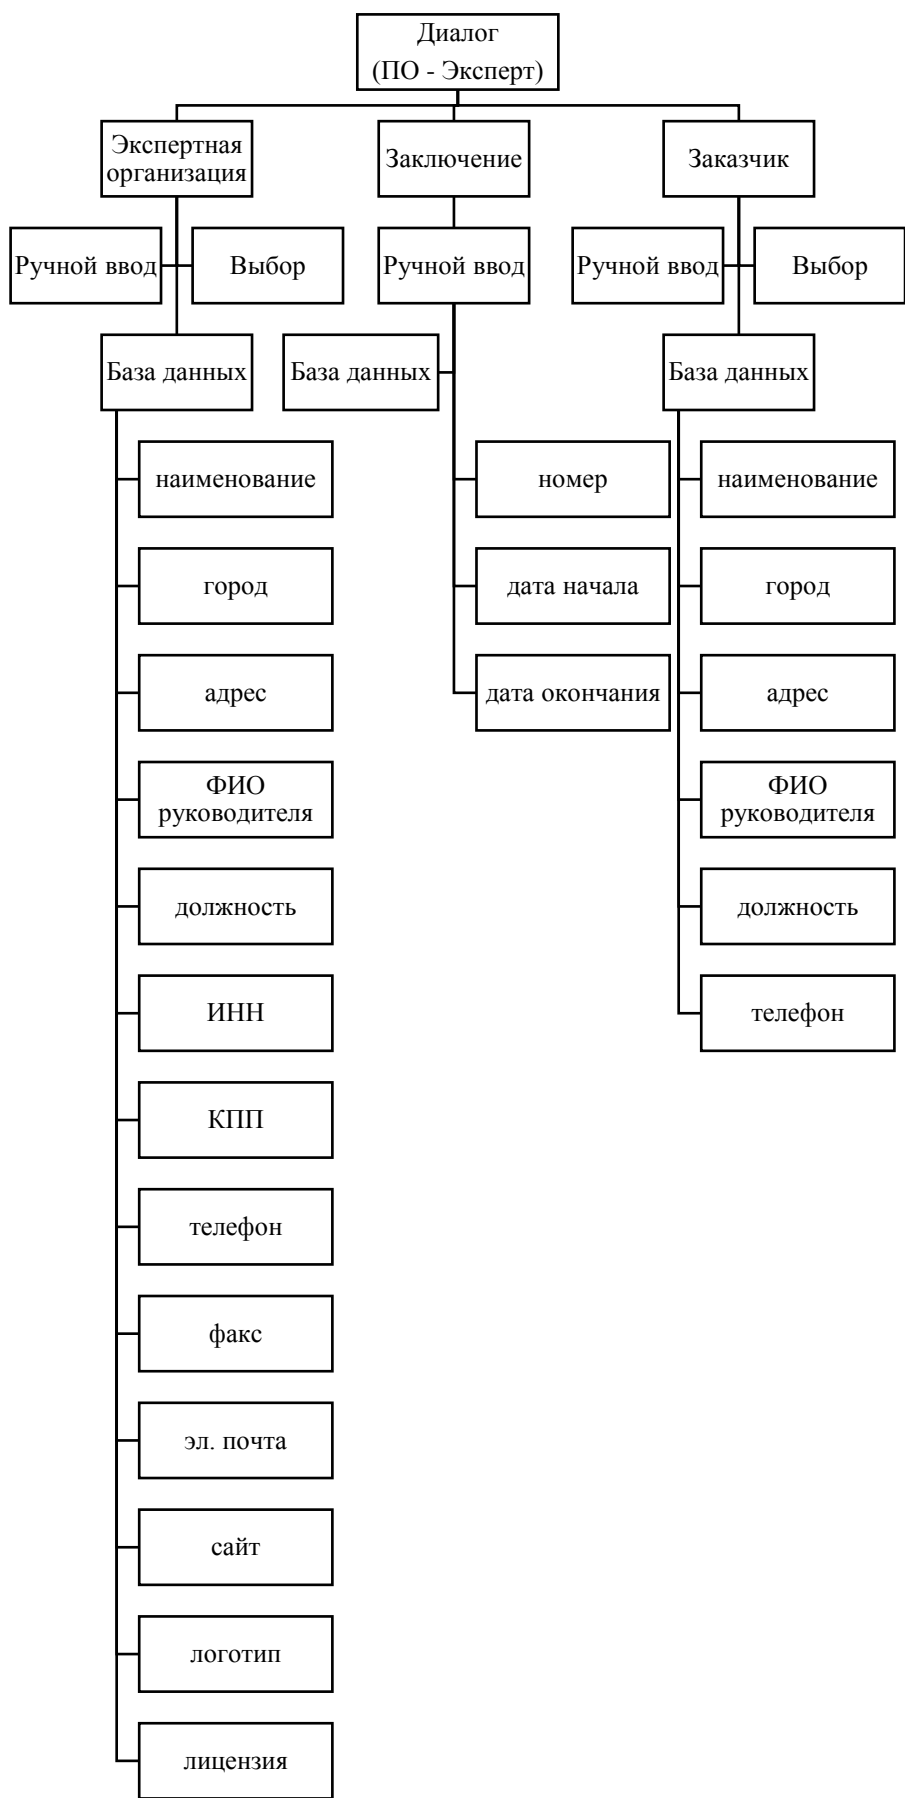 Диалог
(ПО - Эксперт)
Экспертная
организация
Заключение
Заказчик
Ручной ввод
Выбор
Ручной ввод
Ручной ввод
Выбор
База данных
База данных
База данных
наименование
номер
наименование
город
дата начала
город
адрес
дата окончания
адрес
ФИО
руководителя
ФИО
руководителя
должность
должность
ИНН
телефон
КПП
телефон
факс
эл. почта
сайт
логотип
лицензия